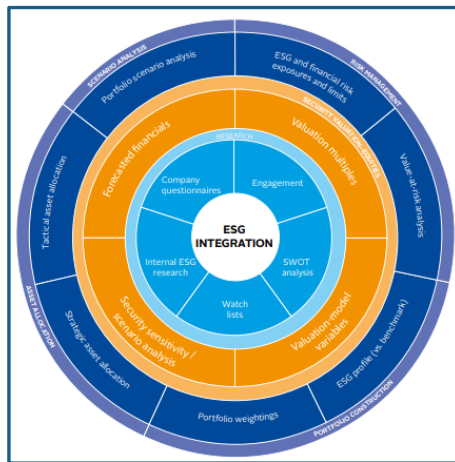 SCENARIO ANALYSIS
RISK MANAGEMENT
Portfolio scenario analysis
ESG and financial risk
exposures and limits
SECURITY VALUATION–EQUITIES
Forecasted financials
Valuation multiples
RESEARCH
Company
questionnaires
Engagement
Tactical asset allocation
Value-at-risk analysis
ESG
INTEGRATION
Internal ESG
research
SWOT
analysis
Watch
lists
Security sensitivity /
scenario analysis
Valuation-model
variables
ASSET ALLOCATION
Strategic asset allocation
ESG profile (vs. benchmark)
Portfolio weightings
PORTFOLIO CONSTRUCTION